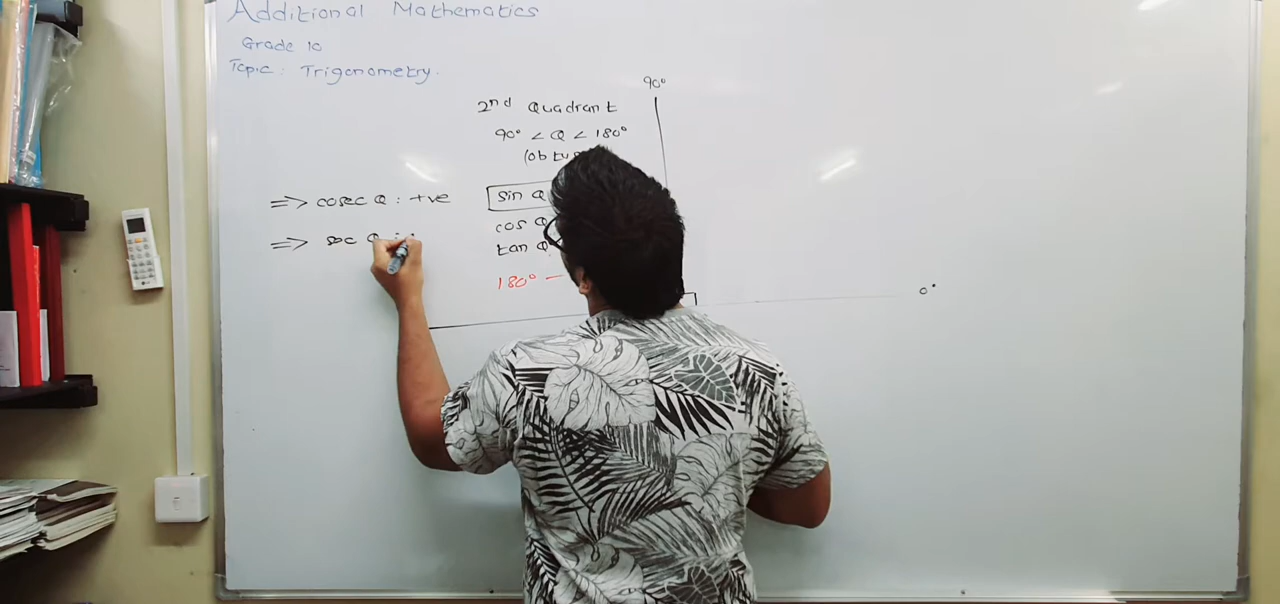 Additional Mathematics
Grade 10
Topic: Trigonometry.
90°
2nd Quadrant
90° < Q < 180°
=> cosec Q : +ve
sin Q
=> sec Q :
cos Q
tan Q
180° -
0°